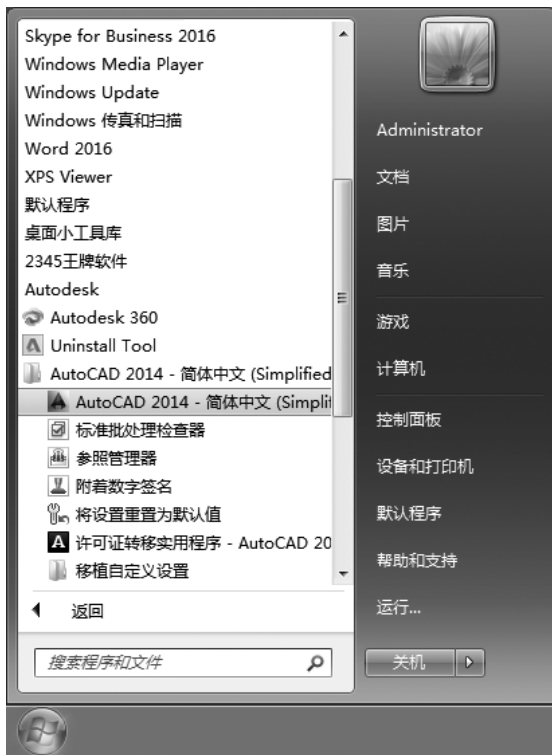 Skype for Business 2016
Windows Media Player
Windows Update
Windows 传真和扫描
Word 2016
XPS Viewer
默认程序
桌面小工具库
2345王牌软件
Autodesk
Autodesk 360
Uninstall Tool
AutoCAD 2014 - 简体中文 (Simplified
AutoCAD 2014 - 简体中文 (Simplif
标准批处理检查器
参照管理器
附着数字签名
将设置重置为默认值
许可证转移实用程序 - AutoCAD 20
移植自定义设置
返回
搜索程序和文件
Administrator
文档
图片
音乐
游戏
计算机
控制面板
设备和打印机
默认程序
帮助和支持
运行...
关机